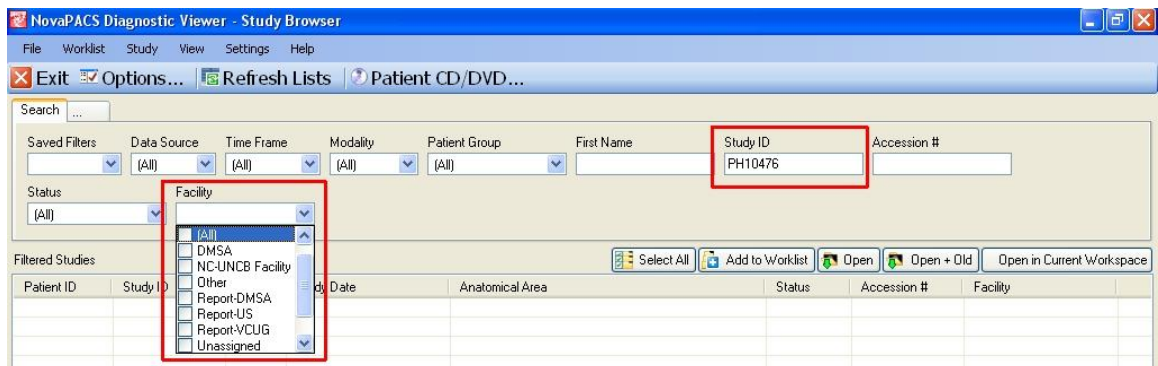 NovaPACS Diagnostic Viewer - Study Browser
File Worklist Study View Settings Help
Exit Options... Refresh Lists Patient CD/DVD...
Search ...
Saved Filters Data Source Time Frame Modality Patient Group First Name Study ID Accession #
(All) (All) (All) (All) PH10476
Status Facility
(All)
(All)
DMSA
NC-UNCB Facility
Other
Report-DMSA
Report-US
Report-VCUG
Unassigned
Filtered Studies Select All Add to Worklist Open Open + Old Open in Current Workspace
Patient ID Study Date Anatomical Area Status Accession # Facility